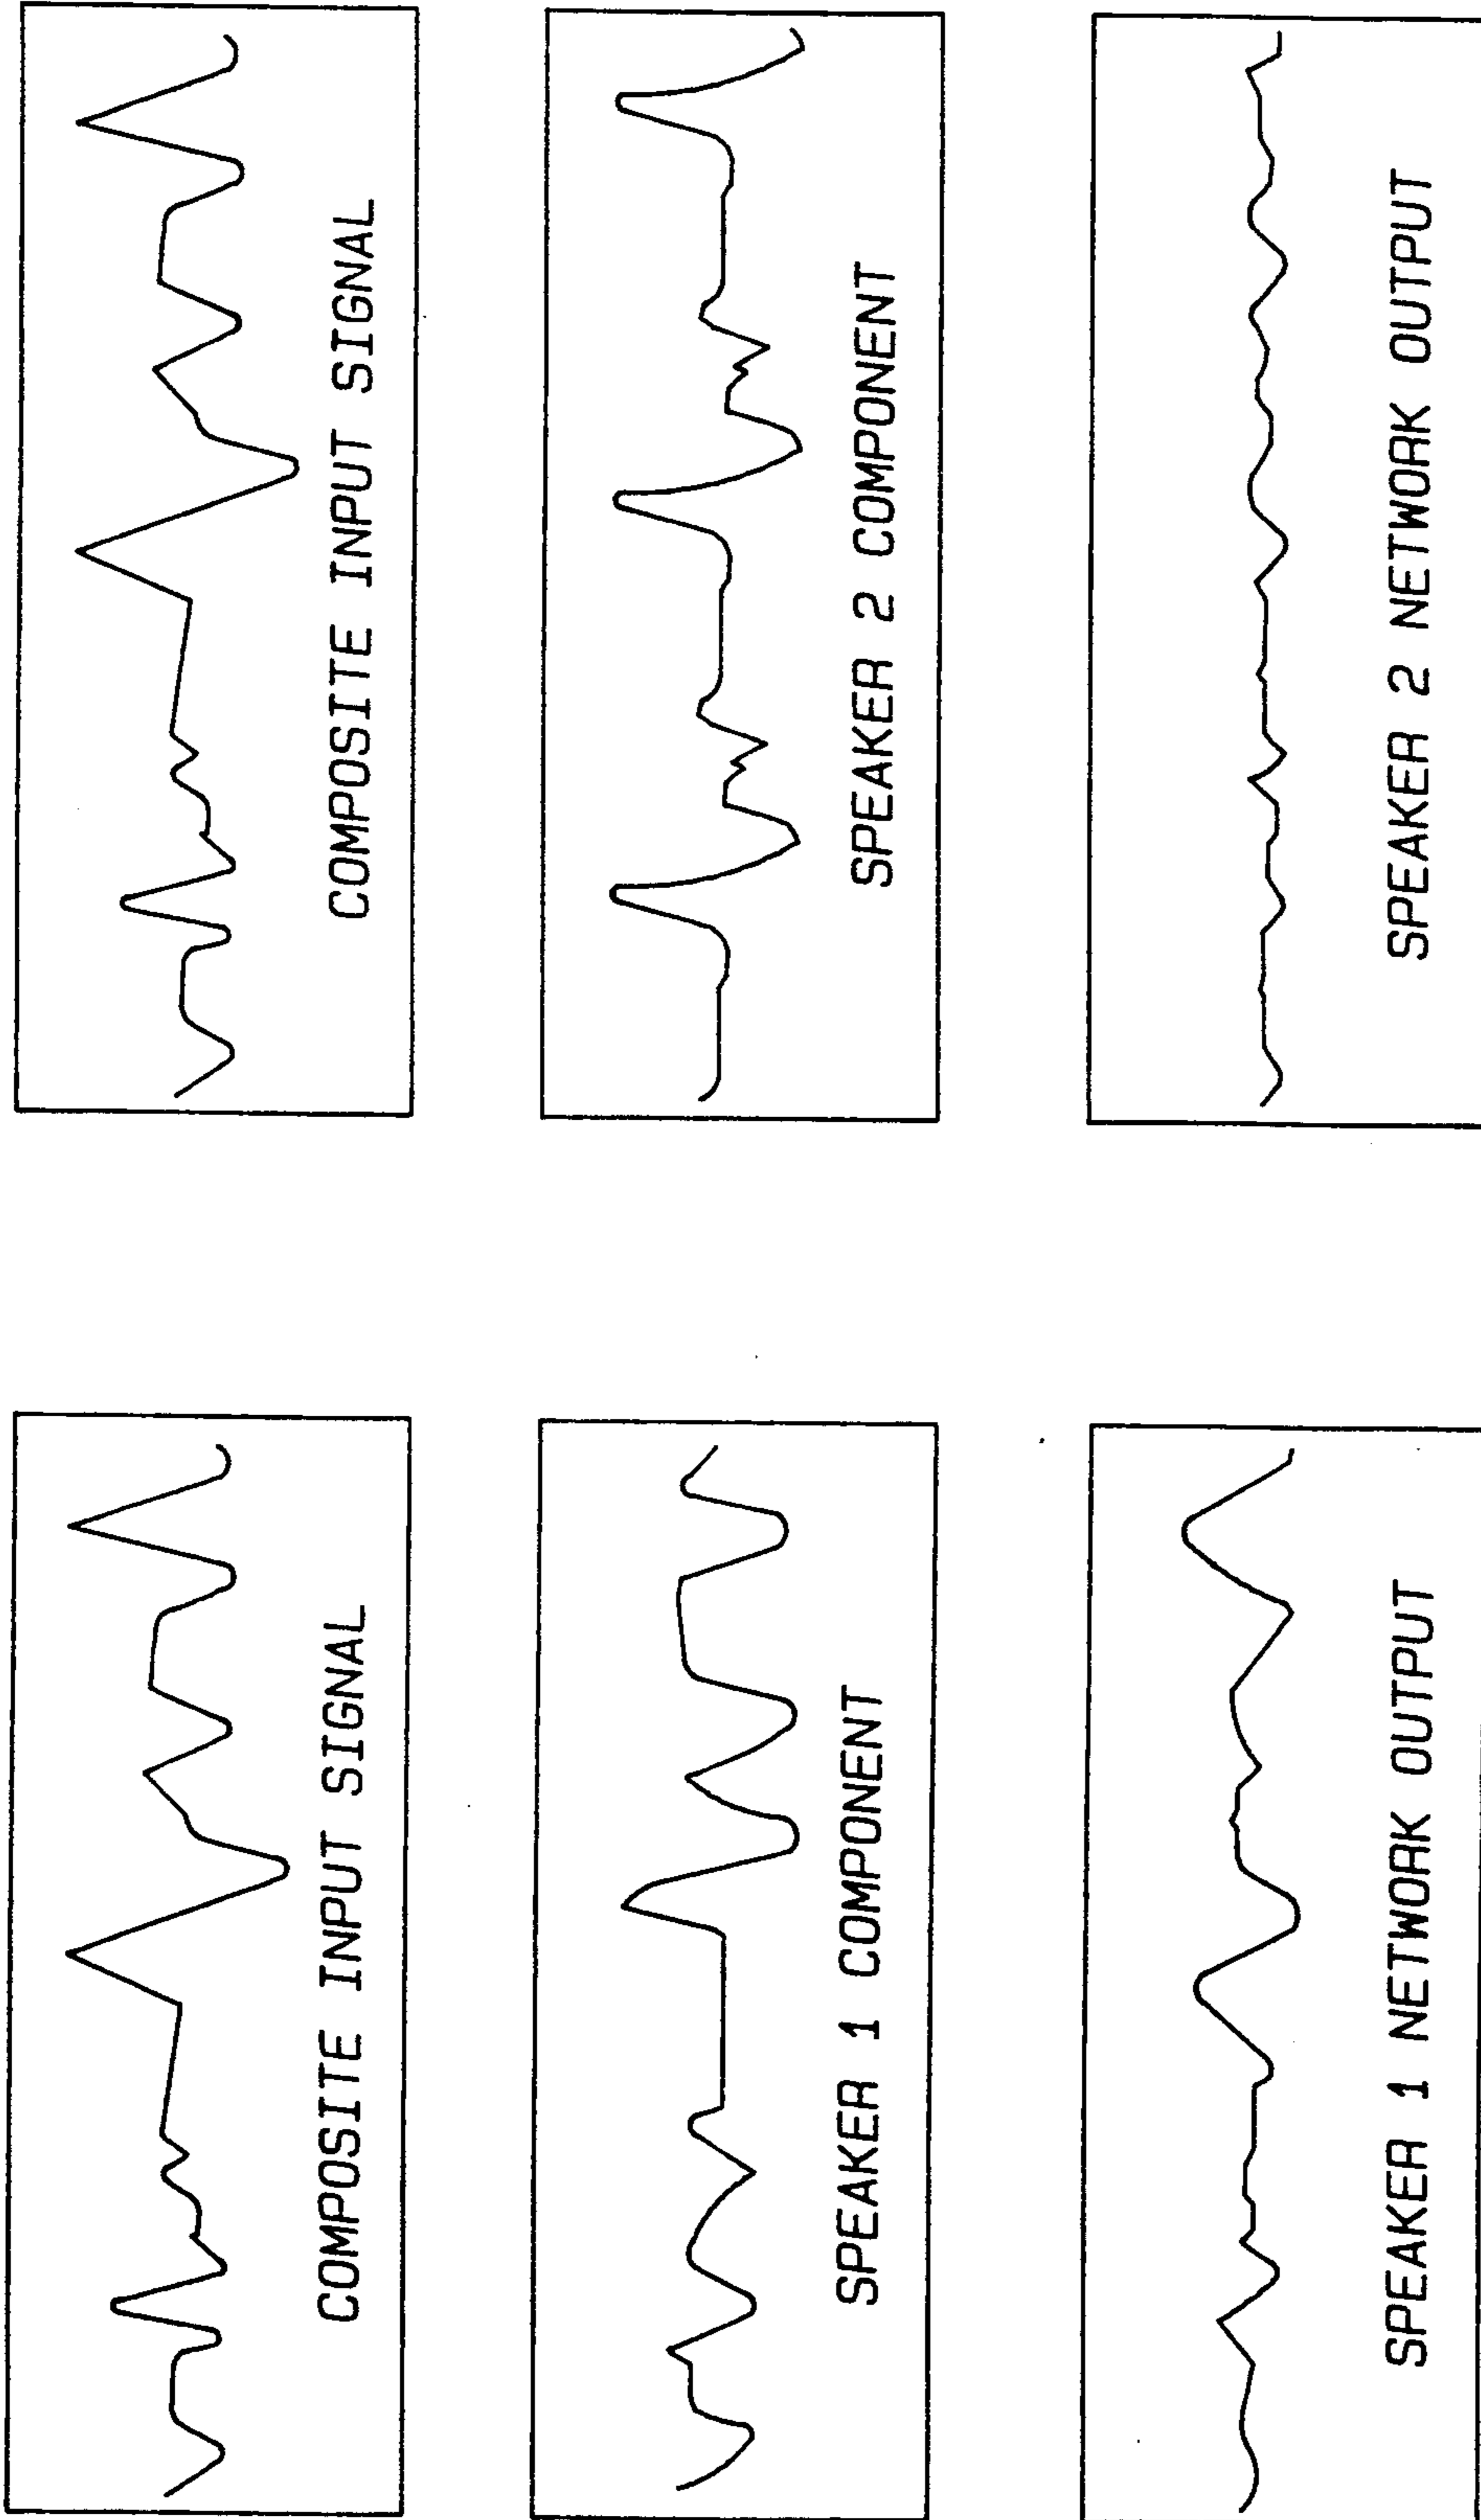 COMPOSITE INPUT SIGNAL
SPEAKER 1 COMPONENT
SPEAKER 1 NETWORK OUTPUT
COMPOSITE INPUT SIGNAL
SPEAKER 2 COMPONENT
SPEAKER 2 NETWORK OUTPUT